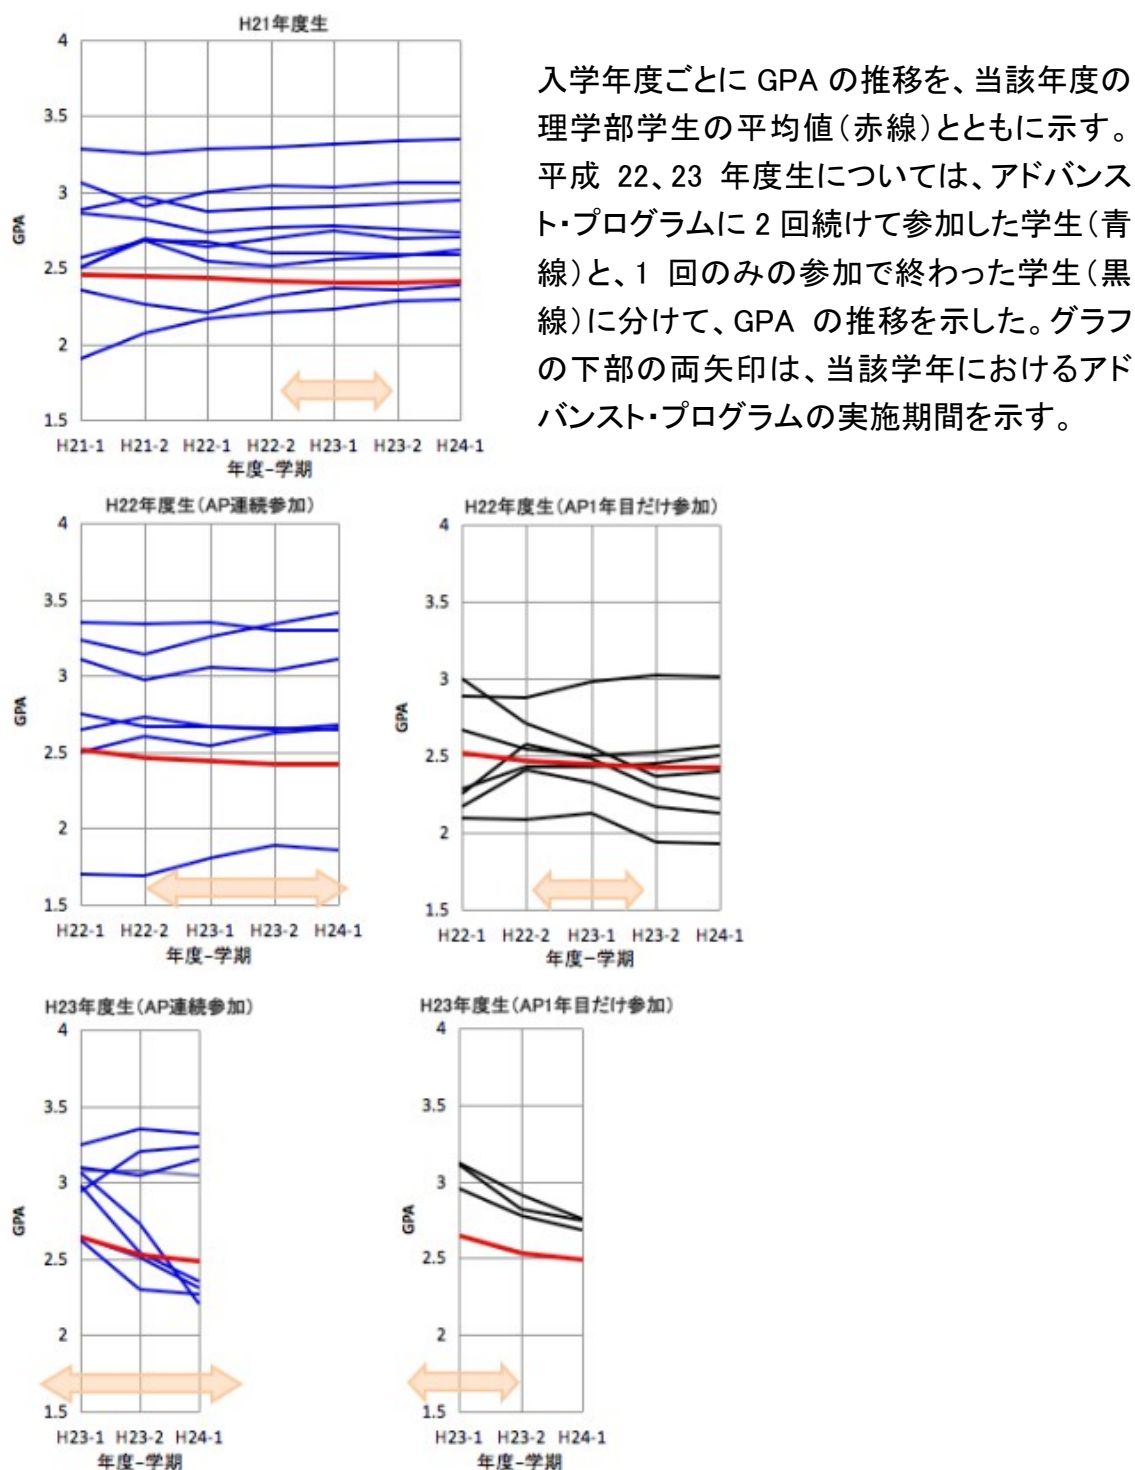 H21年度生
4
3.5
3
2.5
2
1.5
GPA
H21-1 H21-2 H22-1 H22-2 H23-1 H23-2 H24-1
年度-学期
入学年度ごとに GPA の推移を、当該年度の
理学部学生の平均値(赤線)とともに示す。
平成 22、23 年度生については、アドバンス
ト・プログラムに 2 回続けて参加した学生(青
線)と、1 回のみの参加で終わった学生(黒
線)に分けて、GPA の推移を示した。グラフ
の下部の両矢印は、当該学年におけるアド
バンスト・プログラムの実施期間を示す。
H22年度生(AP連続参加)
4
3.5
3
2.5
2
1.5
GPA
H22-1 H22-2 H23-1 H23-2 H24-1
年度-学期
H22年度生(AP1年目だけ参加)
4
3.5
3
2.5
2
1.5
GPA
H22-1 H22-2 H23-1 H23-2 H24-1
年度-学期
H23年度生(AP連続参加)
4
3.5
3
2.5
2
1.5
GPA
H23-1 H23-2 H24-1
年度-学期
H23年度生(AP1年目だけ参加)
4
3.5
3
2.5
2
1.5
GPA
H23-1 H23-2 H24-1
年度-学期